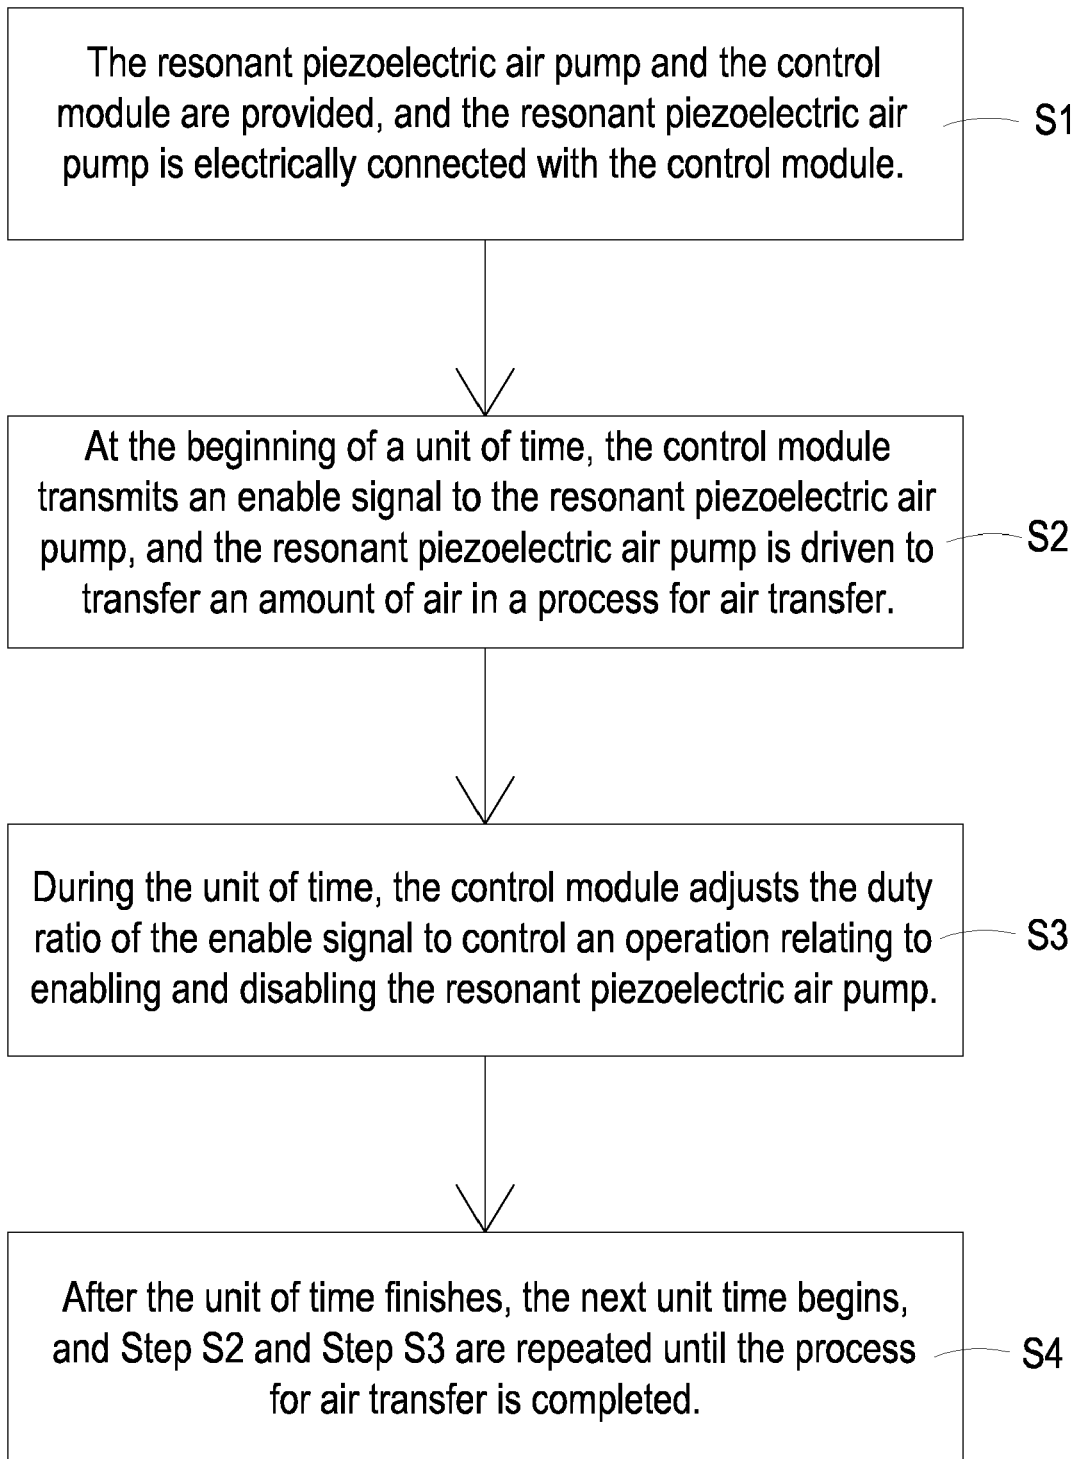 The resonant piezoelectric air pump and the control
module are provided, and the resonant piezoelectric air
pump is electrically connected with the control module.
S1
At the beginning of a unit of time, the control module
transmits an enable signal to the resonant piezoelectric air
pump, and the resonant piezoelectric air pump is driven to
transfer an amount of air in a process for air transfer.
S2
During the unit of time, the control module adjusts the duty
ratio of the enable signal to control an operation relating to
enabling and disabling the resonant piezoelectric air pump.
S3
After the unit of time finishes, the next unit time begins,
and Step S2 and Step S3 are repeated until the process
for air transfer is completed.
S4